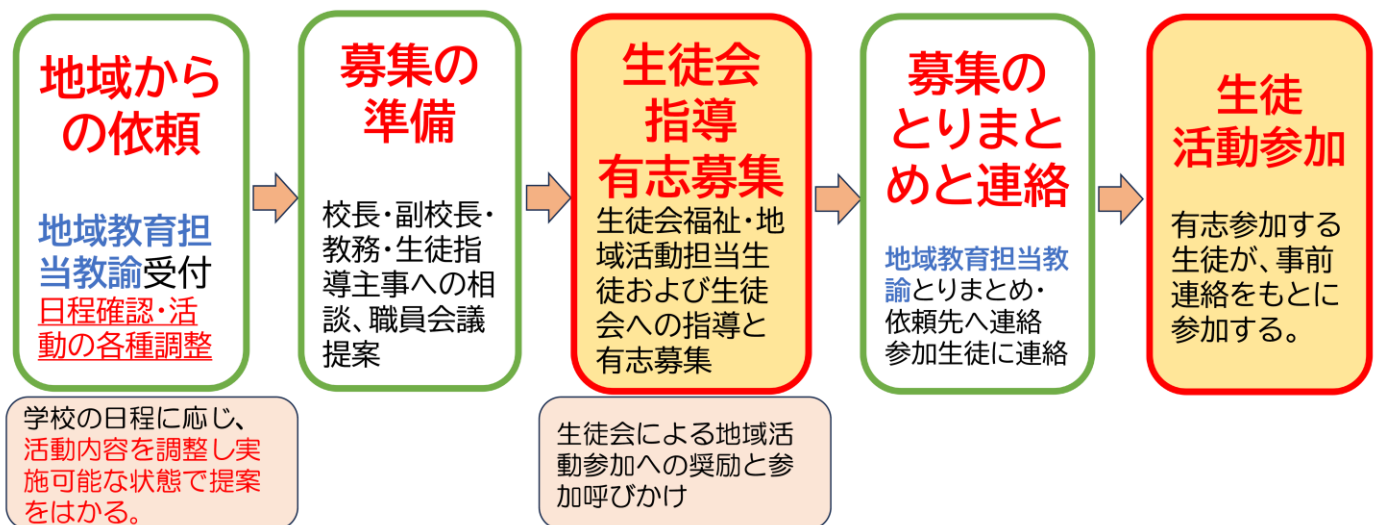 地域から
の依頼
地域教育担
当教諭受付
日程確認・活
動の各種調整
学校の日程に応じ、
活動内容を調整し実
施可能な状態で提案
をはかる。
募集の
準備
校長・副校長・
教務・生徒指
導主事への相
談、職員会議
提案
生徒会
指導
有志募集
生徒会福祉・地
域活動担当生
徒および生徒
会への指導と
有志募集
生徒会による地域活
動参加への奨励と参
加呼びかけ
募集の
とりまと
めと連絡
地域教育担当教
諭とりまとめ・
依頼先へ連絡
参加生徒に連絡
生徒
活動参加
有志参加する
生徒が、事前
連絡をもとに
参加する。